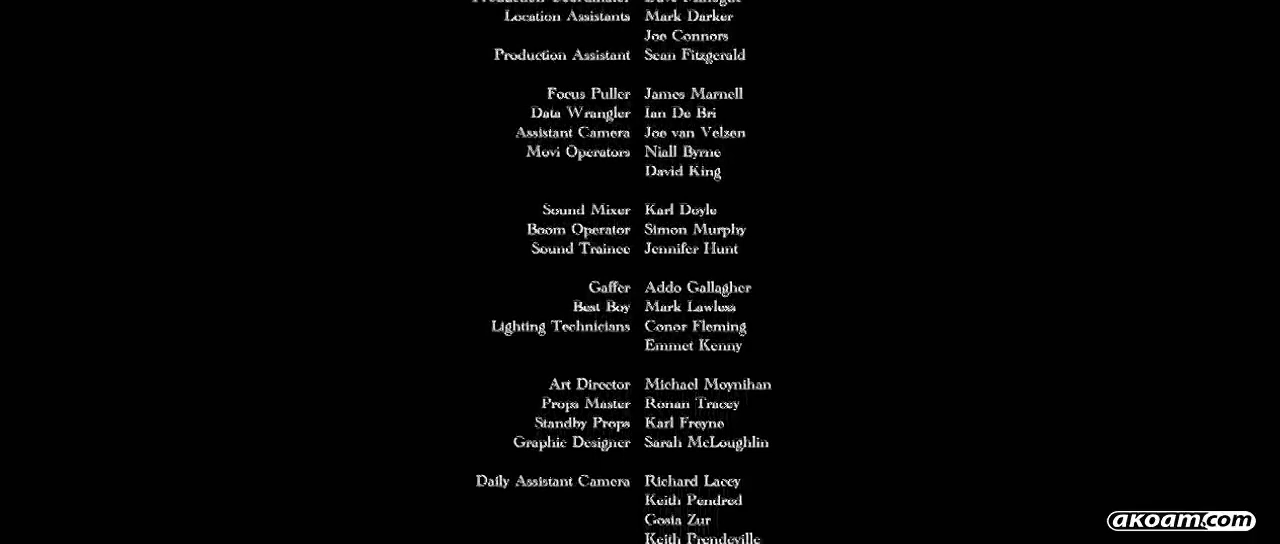 Production Coordinator Dave Minogue
Location Assistants Mark Darker
Joe Connors
Production Assistant Sean Fitzgerald
Focus Puller James Marnell
Data Wrangler Ian De Bri
Assistant Camera Joe van Velzen
Movi Operators Niall Byrne
David King
Sound Mixer Karl Doyle
Boom Operator Simon Murphy
Sound Trainee Jennifer Hunt
Gaffer Addo Gallagher
Best Boy Mark Lawless
Lighting Technicians Conor Fleming
Emmet Kenny
Art Director Michael Moynihan
Props Master Ronan Tracey
Standby Props Karl Freyne
Graphic Designer Sarah McLoughlin
Daily Assistant Camera Richard Lacey
Keith Pendred
Gosia Zur
Keith Prendeville
akoam.com